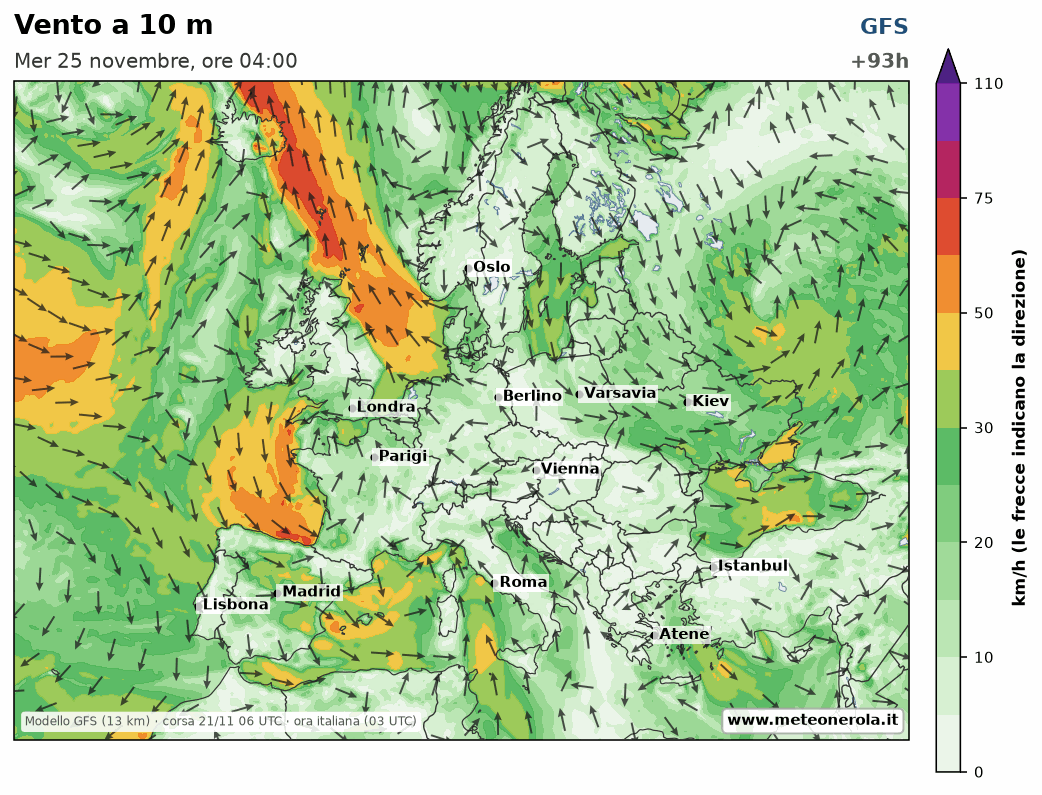 Vento a 10 m
GFS
Mer 25 novembre, ore 04:00
+93h
110
75
50
30
20
10
0
km/h (le frecce indicano la direzione)
Oslo
Londra
Berlino
Varsavia
Kiev
Parigi
Vienna
Istanbul
Roma
Madrid
Lisbona
Atene
Modello GFS (13 km) · corsa 21/11 06 UTC · ora italiana (03 UTC)
www.meteonerola.it